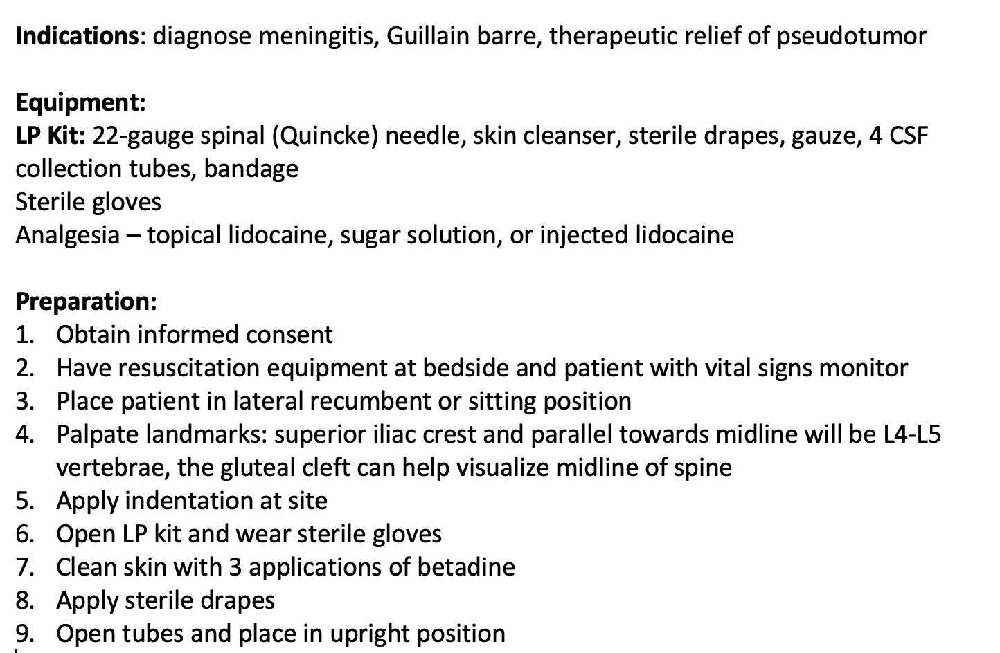 Indications: diagnose meningitis, Guillain barre, therapeutic relief of pseudotumor
Equipment:
LP Kit: 22-gauge spinal (Quincke) needle, skin cleanser, sterile drapes, gauze, 4 CSF
collection tubes, bandage
Sterile gloves
Analgesia – topical lidocaine, sugar solution, or injected lidocaine
Preparation:
1. Obtain informed consent
2. Have resuscitation equipment at bedside and patient with vital signs monitor
3. Place patient in lateral recumbent or sitting position
4. Palpate landmarks: superior iliac crest and parallel towards midline will be L4-L5
vertebrae, the gluteal cleft can help visualize midline of spine
5. Apply indentation at site
6. Open LP kit and wear sterile gloves
7. Clean skin with 3 applications of betadine
8. Apply sterile drapes
9. Open tubes and place in upright position